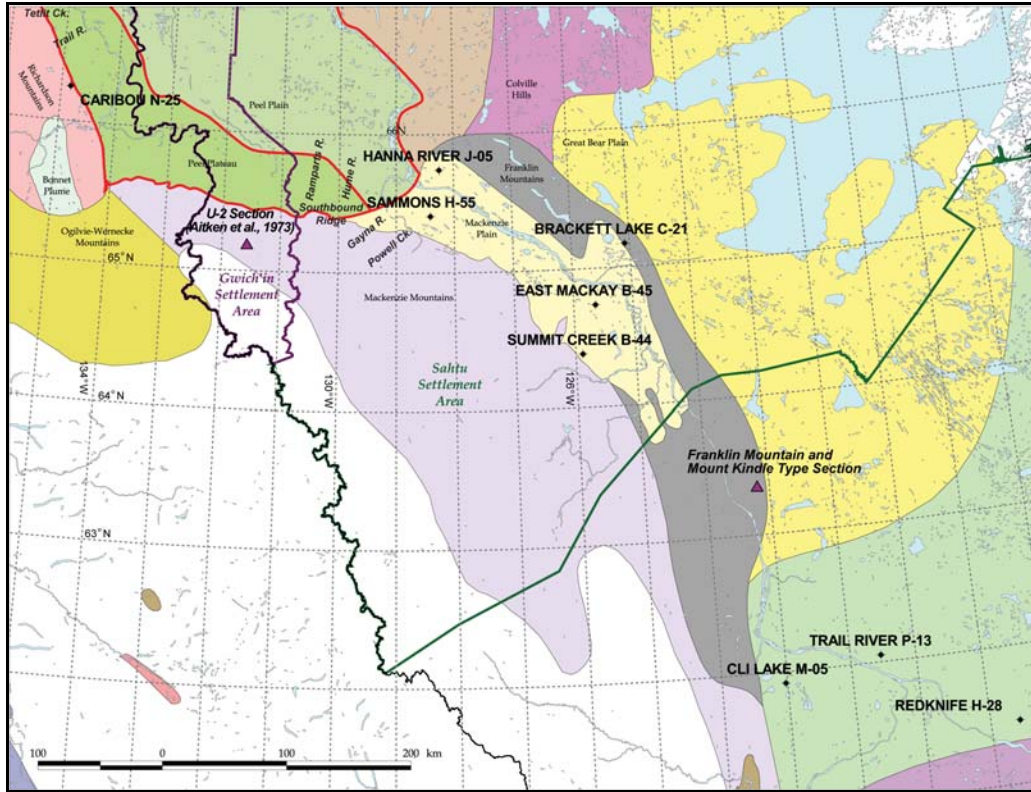 Tetlit Ck.
Trail R.
Richardson
Mountains
CARIBOU N-25
Peel Plain
Colville
Hills
66°N
Great Bear Plain
HANNA RIVER J-05
Franklin
Mountains
Bonnet
Plume
Peel Plateau
Ramparts R.
Hume R.
Southbound
Ridge
SAMMONS H-55
U-2 Section
(Aitken et al., 1973)
Gayna R.
Powell Ck.
Mackenzie
Plain
BRACKETT LAKE C-21
Ogilvie-Wernecke
Mountains
65°N
Gwich'in
Settlement
Area
Mackenzie Mountains
EAST MACKAY B-45
SUMMIT CREEK B-44
134°W
64°N
130°W
Sahtu
Settlement
Area
126°W
Franklin Mountain and
Mount Kindle Type Section
63°N
TRAIL RIVER P-13
CLI LAKE M-05
REDKNIFE H-28
100 0 100 200 km